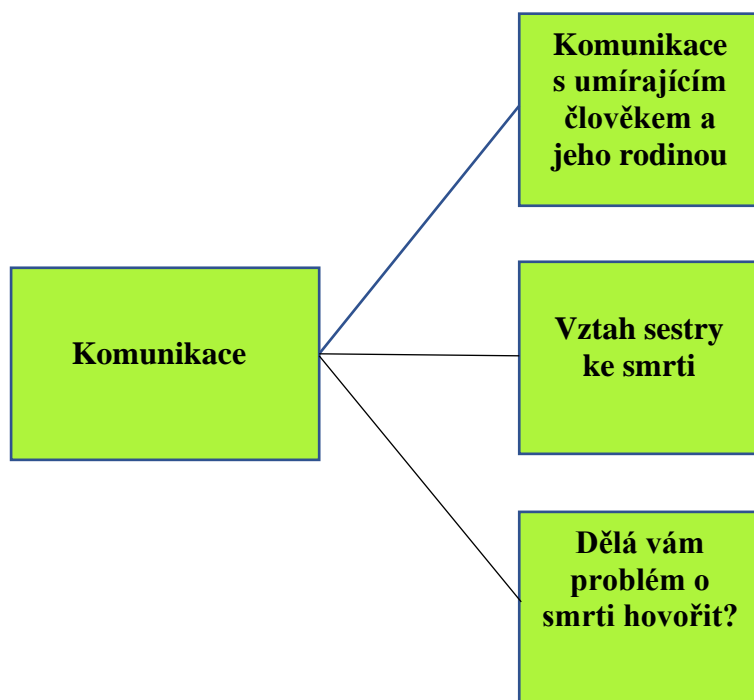 Komunikace
s umírajícím
člověkem a
jeho rodinou
Komunikace
Vztah sestry
ke smrti
Dělá vám
problém o
smrti hovořit?